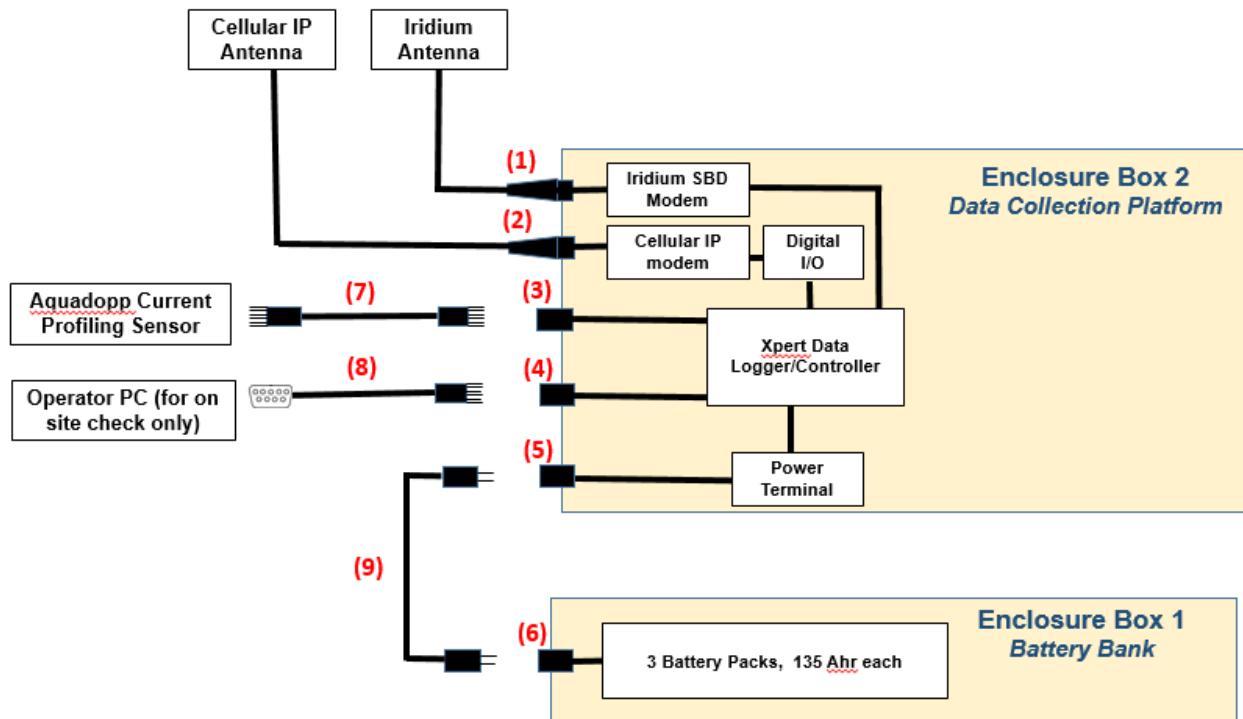 Cellular IP
Antenna
Iridium
Antenna
(1)
Iridium SBD
Modem
Enclosure Box 2
Data Collection Platform
(2)
Cellular IP
modem
Digital
I/O
Aquadopp Current
Profiling Sensor
(7)
(3)
Xpert Data
Logger/Controller
Operator PC (for on
site check only)
(8)
(4)
(5)
Power
Terminal
(9)
Enclosure Box 1
Battery Bank
(6)
3 Battery Packs, 135 Ahr each